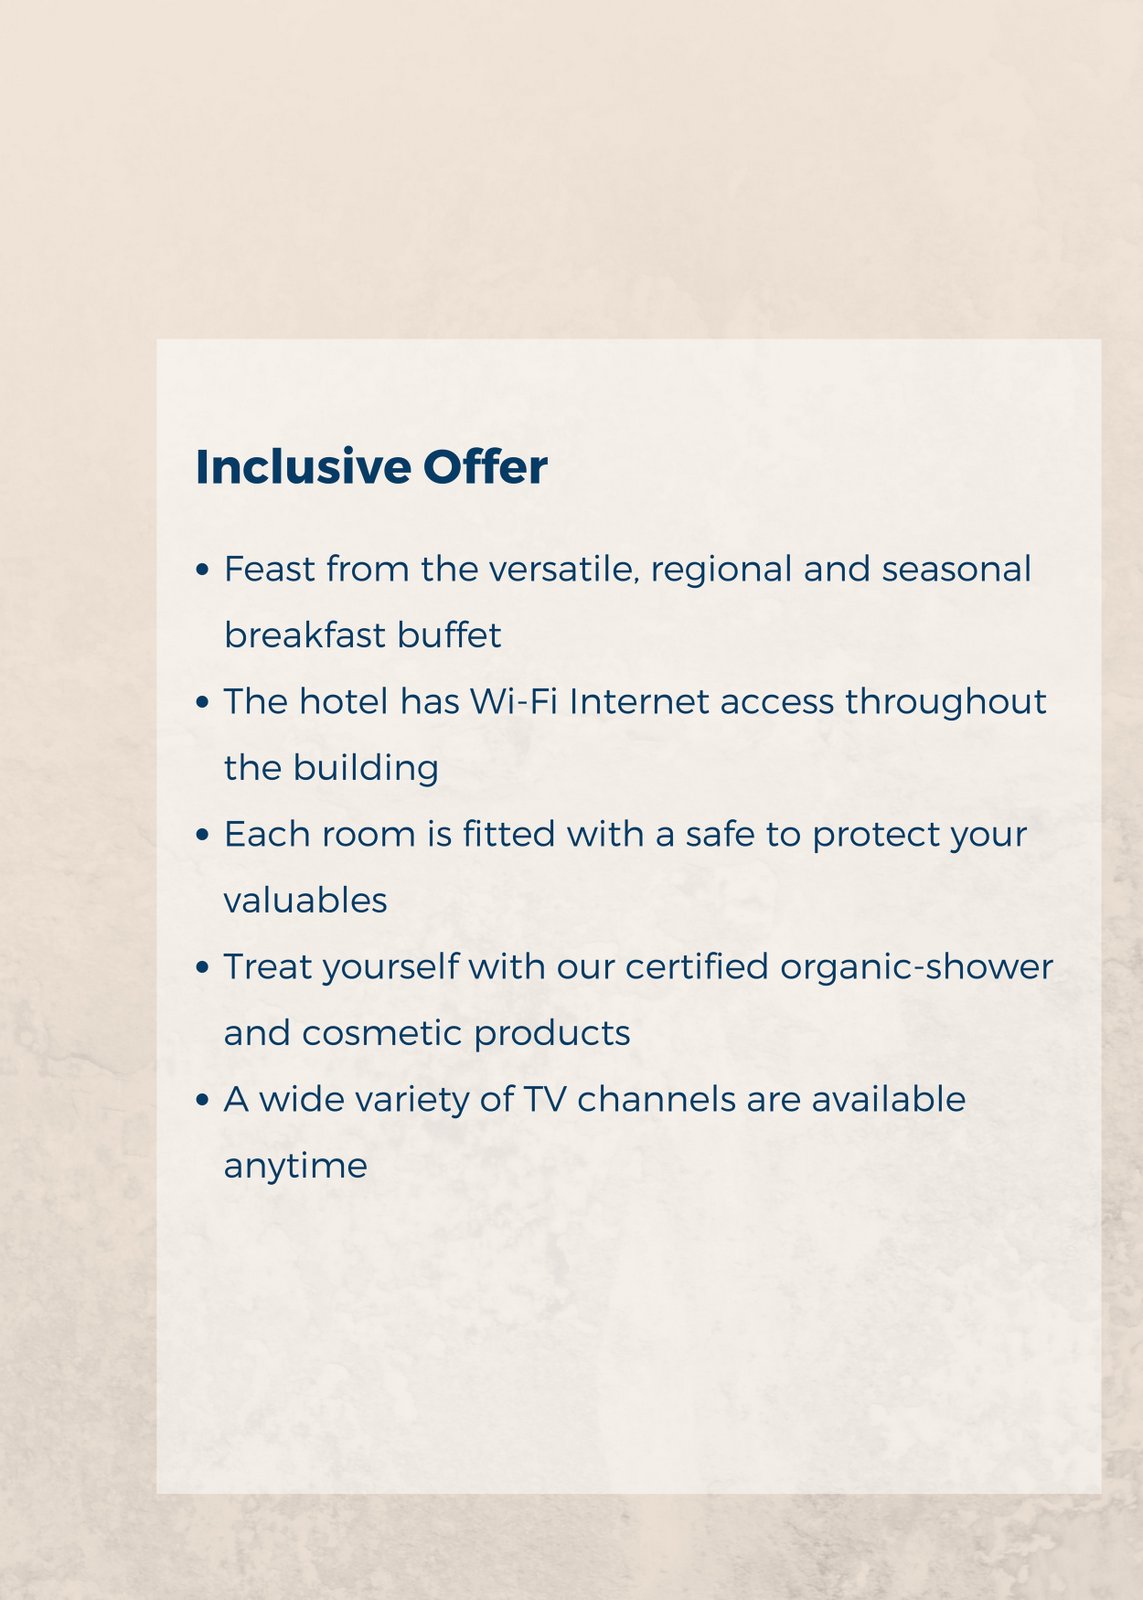 Inclusive Offer
• Feast from the versatile, regional and seasonal
breakfast buffet
• The hotel has Wi-Fi Internet access throughout
the building
• Each room is fitted with a safe to protect your
valuables
• Treat yourself with our certified organic-shower
and cosmetic products
• A wide variety of TV channels are available
anytime